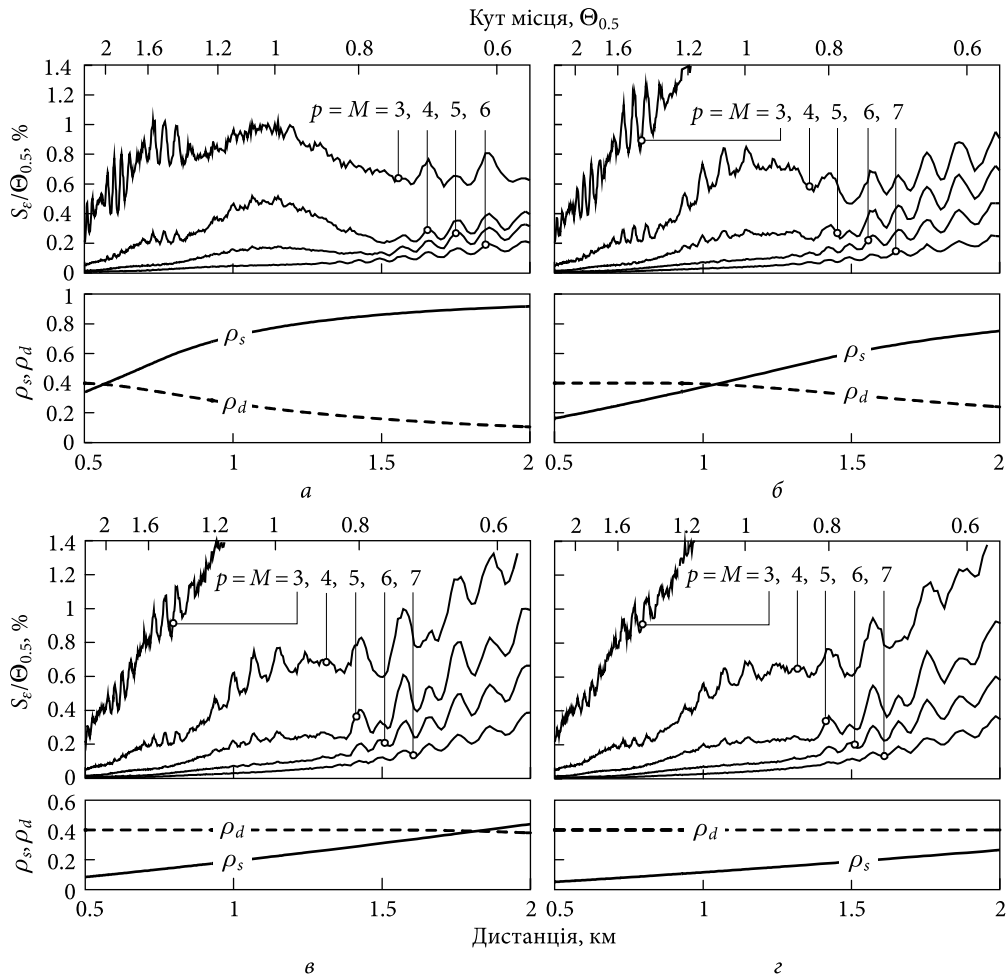 Кут місця, Θ0.5
2 1.6 1.2 1 0.8 0.6
2 1.6 1.2 1 0.8 0.6
Sε/Θ0.5, %
1.4
1.2
1
0.8
0.6
0.4
0.2
0
p = M = 3, 4, 5, 6
p = M = 3, 4, 5, 6, 7
ρs, ρd
1
0.8
0.6
0.4
0.2
0
ρs
ρd
ρs
ρd
0.5 1 1.5 2
0.5 1 1.5 2
а б
2 1.6 1.2 1 0.8 0.6
2 1.6 1.2 1 0.8 0.6
Sε/Θ0.5, %
1.4
1.2
1
0.8
0.6
0.4
0.2
0
p = M = 3, 4, 5, 6, 7
p = M = 3, 4, 5, 6, 7
ρs, ρd
0.6
0.4
0.2
0
ρd
ρs
ρd
ρs
0.5 1 1.5 2
0.5 1 1.5 2
Дистанція, км
в г